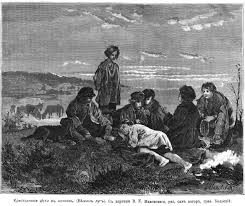 Крестьянскія дѣти въ ночномъ. (Бѣжинъ лугъ). Съ картины В. Е. Маковскаго, рис. самъ авторъ, грав.